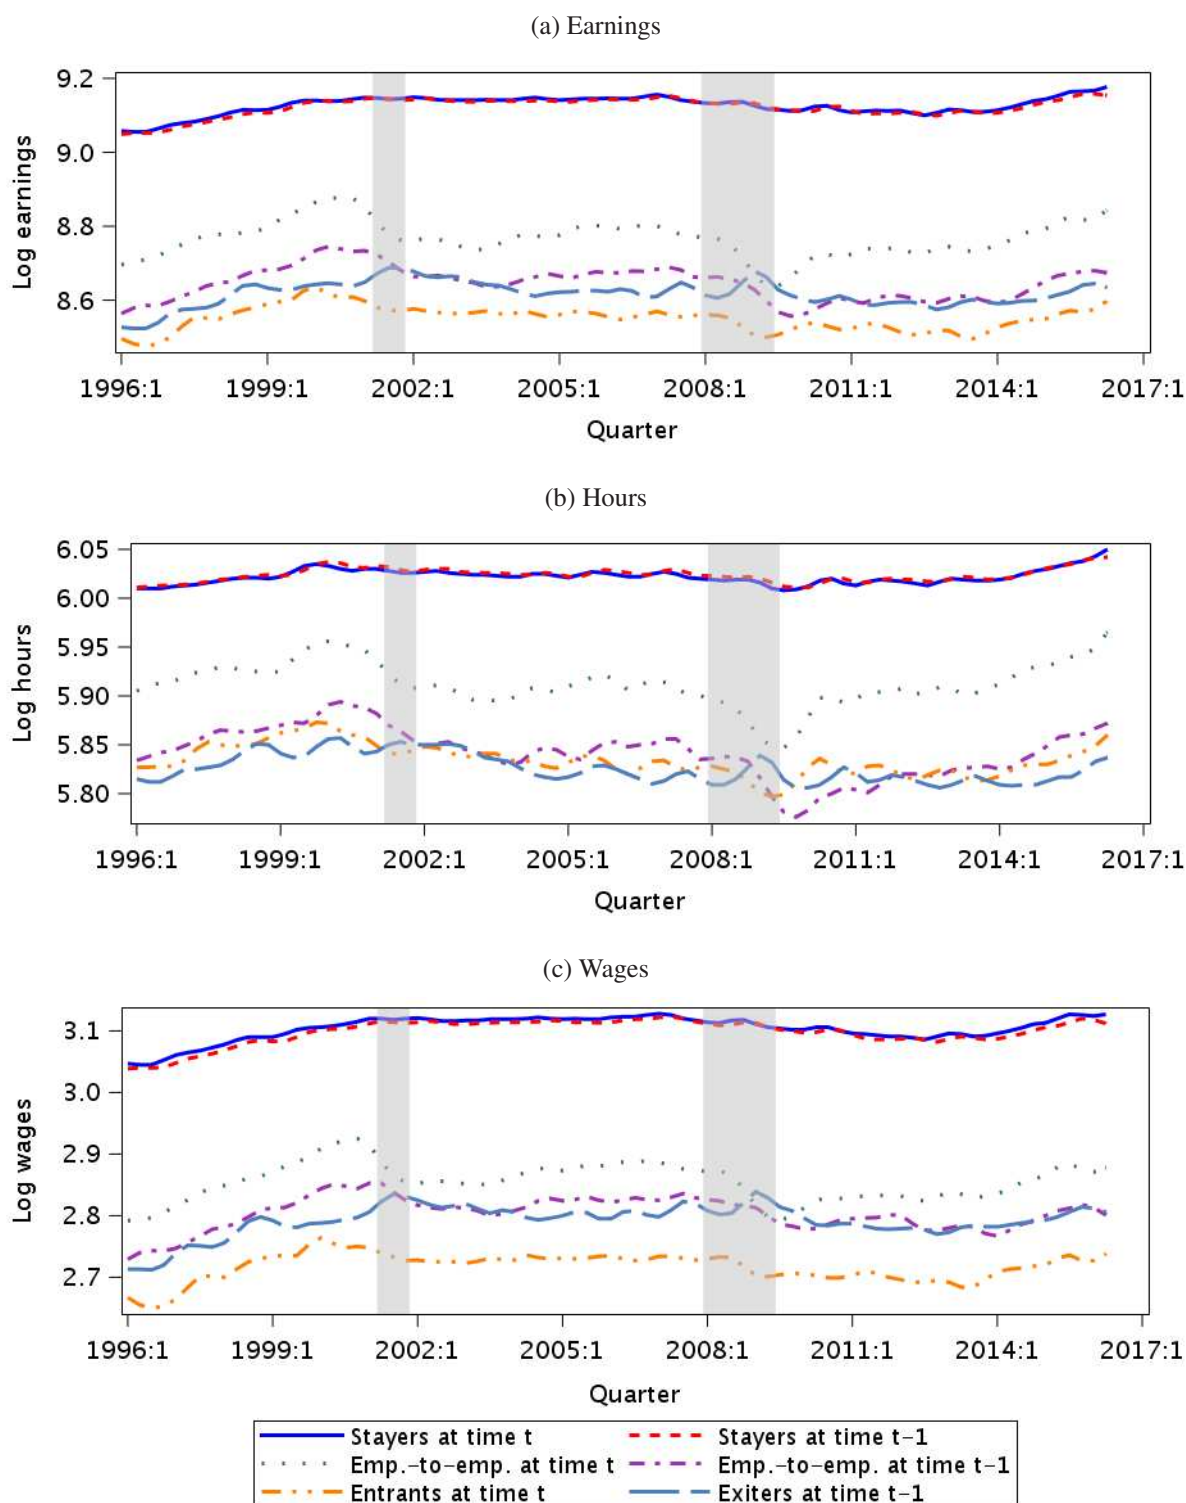 (a) Earnings
9.2
9.0
8.8
8.6
Log earnings
1996:1 1999:1 2002:1 2005:1 2008:1 2011:1 2014:1 2017:1
Quarter
(b) Hours
6.05
6.00
5.95
5.90
5.85
5.80
Log hours
1996:1 1999:1 2002:1 2005:1 2008:1 2011:1 2014:1 2017:1
Quarter
(c) Wages
3.1
3.0
2.9
2.8
2.7
Log wages
1996:1 1999:1 2002:1 2005:1 2008:1 2011:1 2014:1 2017:1
Quarter
Stayers at time t Stayers at time t−1
Emp.−to−emp. at time t Emp.−to−emp. at time t−1
Entrants at time t Exiters at time t−1